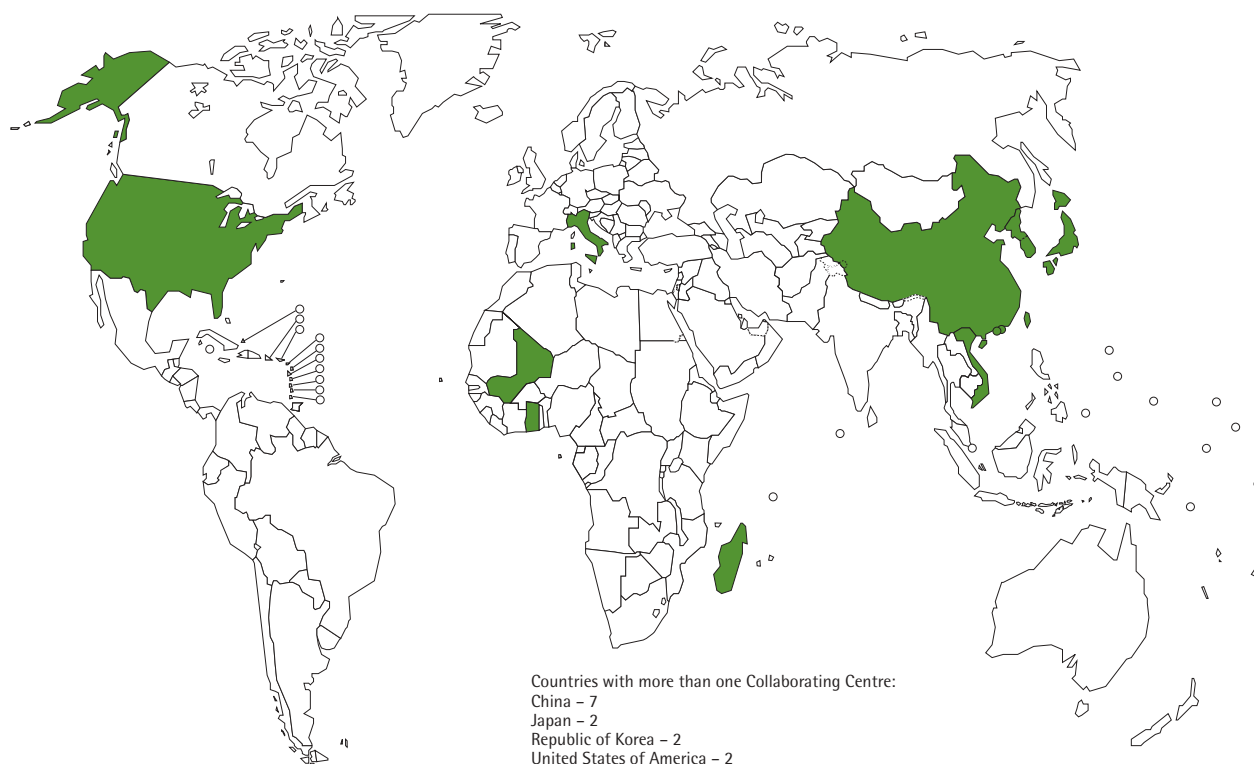 Countries with more than one Collaborating Centre:
China – 7
Japan – 2
Republic of Korea – 2
United States of America – 2